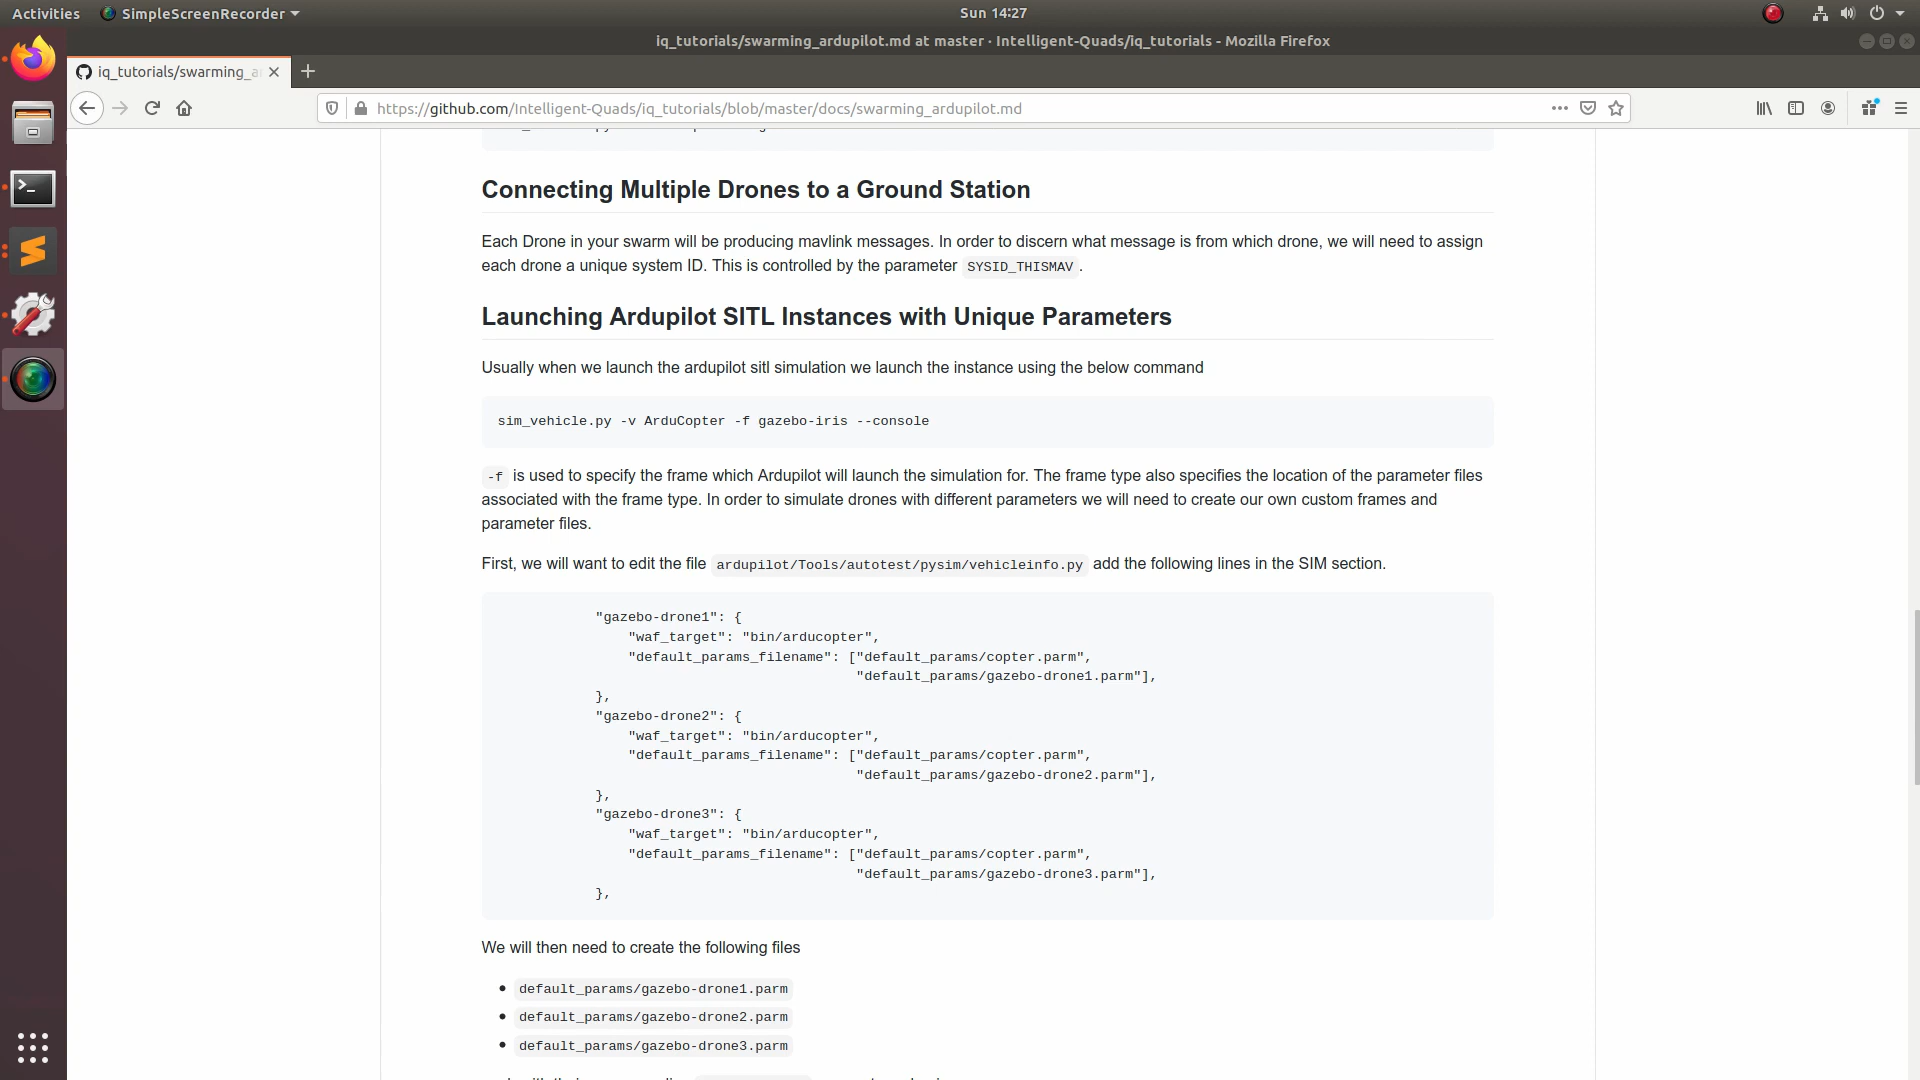 Activities SimpleScreenRecorder Sun 14:27
iq_tutorials/swarming_ardupilot.md at master · Intelligent-Quads/iq_tutorials - Mozilla Firefox
iq_tutorials/swarming_a
https://github.com/Intelligent-Quads/iq_tutorials/blob/master/docs/swarming_ardupilot.md
Connecting Multiple Drones to a Ground Station
Each Drone in your swarm will be producing mavlink messages. In order to discern what message is from which drone, we will need to assign
each drone a unique system ID. This is controlled by the parameter SYSID_THISMAV .
Launching Ardupilot SITL Instances with Unique Parameters
Usually when we launch the ardupilot sitl simulation we launch the instance using the below command
sim_vehicle.py -v ArduCopter -f gazebo-iris --console
-f is used to specify the frame which Ardupilot will launch the simulation for. The frame type also specifies the location of the parameter files
associated with the frame type. In order to simulate drones with different parameters we will need to create our own custom frames and
parameter files.
First, we will want to edit the file ardupilot/Tools/autotest/pysim/vehicleinfo.py add the following lines in the SIM section.
"gazebo-drone1": {
"waf_target": "bin/arducopter",
"default_params_filename": ["default_params/copter.parm",
"default_params/gazebo-drone1.parm"],
},
"gazebo-drone2": {
"waf_target": "bin/arducopter",
"default_params_filename": ["default_params/copter.parm",
"default_params/gazebo-drone2.parm"],
},
"gazebo-drone3": {
"waf_target": "bin/arducopter",
"default_params_filename": ["default_params/copter.parm",
"default_params/gazebo-drone3.parm"],
},
We will then need to create the following files
• default_params/gazebo-drone1.parm
• default_params/gazebo-drone2.parm
• default_params/gazebo-drone3.parm